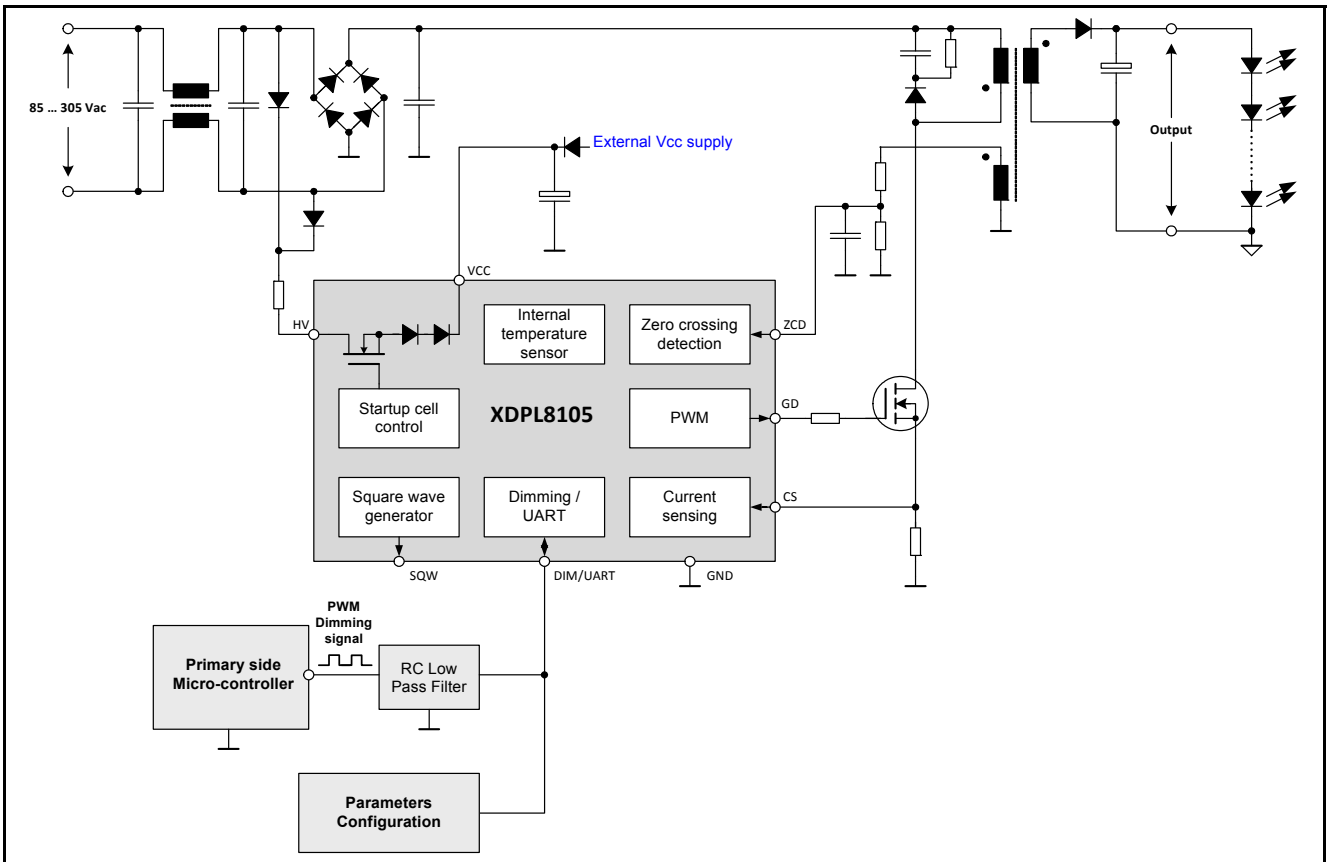 85 ... 305 Vac
Output
External Vcc supply
VCC
HV
Internal
temperature
sensor
Zero crossing
detection
ZCD
Startup cell
control
XDPL8105
PWM
GD
Square wave
generator
Dimming /
UART
Current
sensing
CS
SQW
DIM/UART
GND
PWM
Dimming
signal
Primary side
Micro-controller
RC Low
Pass Filter
Parameters
Configuration